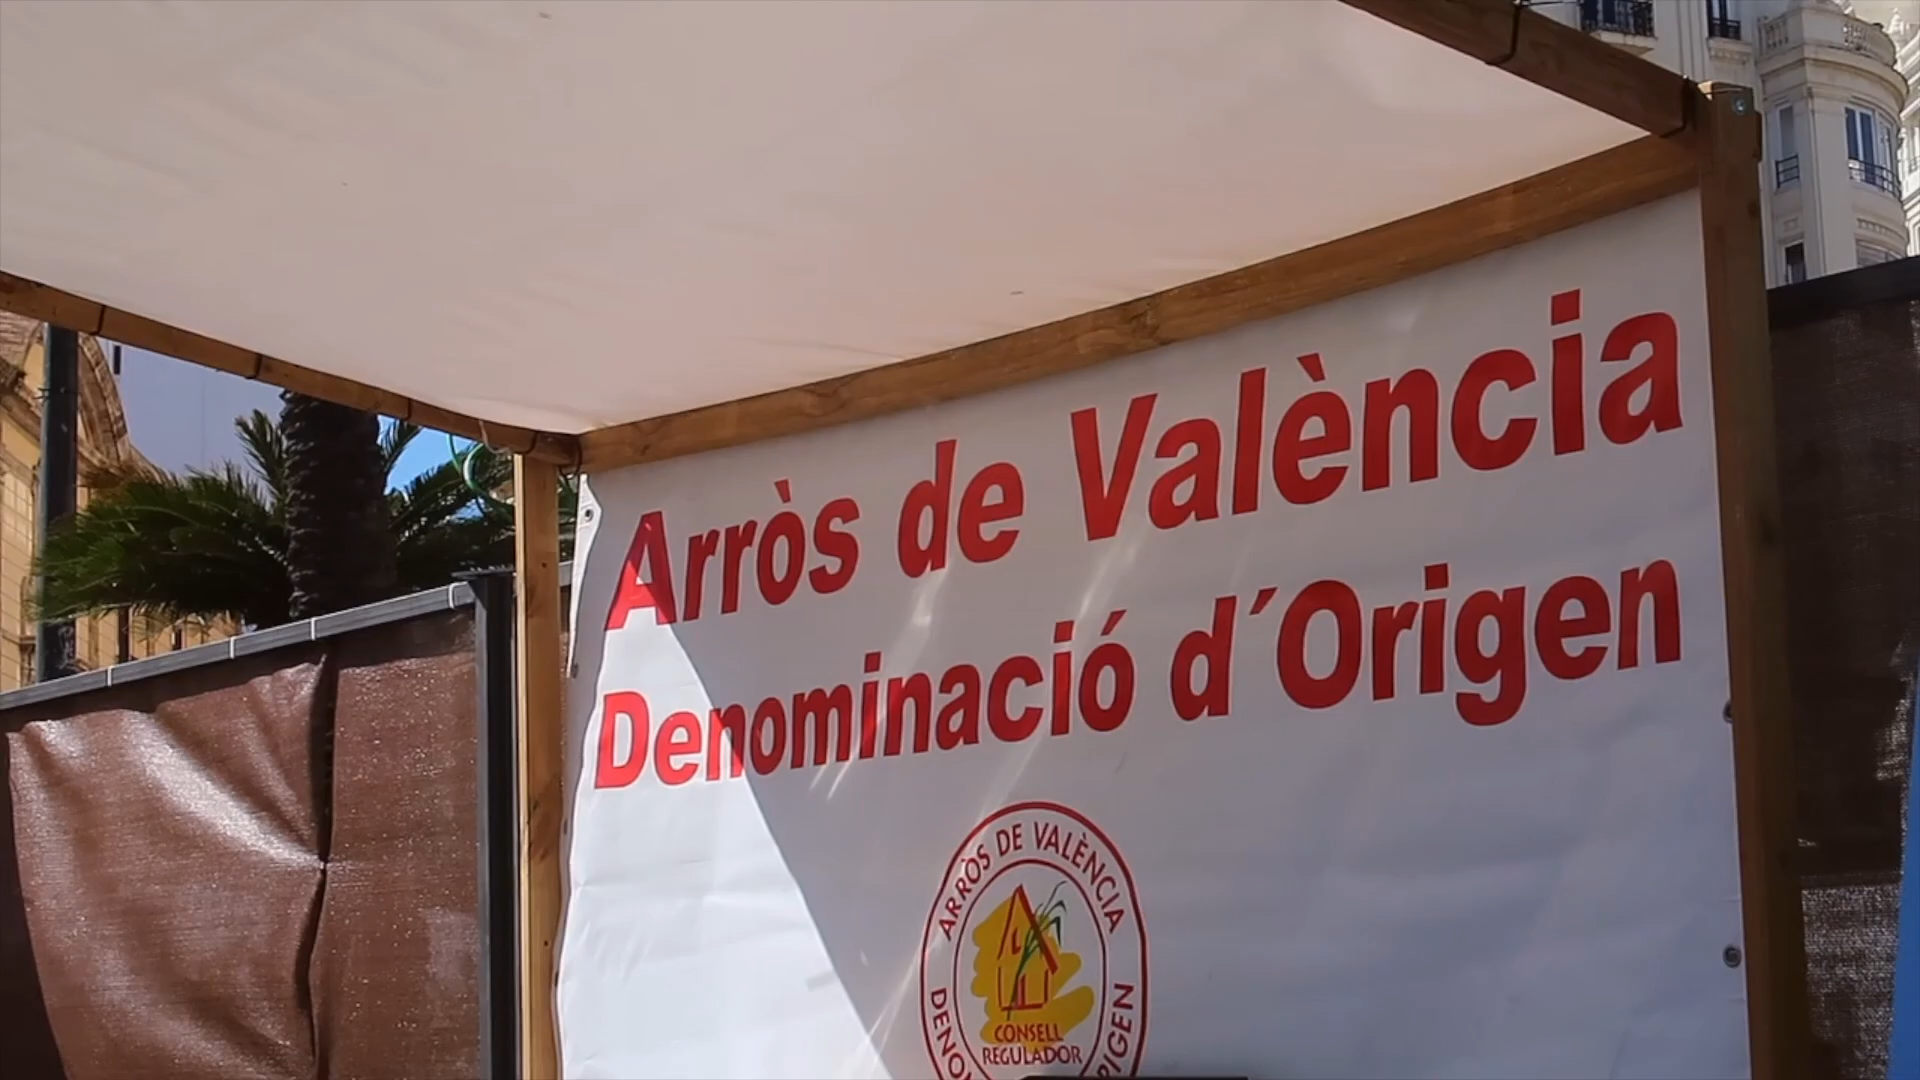 Arròs de València
Denominació d´Origen
ARRÒS DE VALÈNCIA
CONSELL
REGULADOR